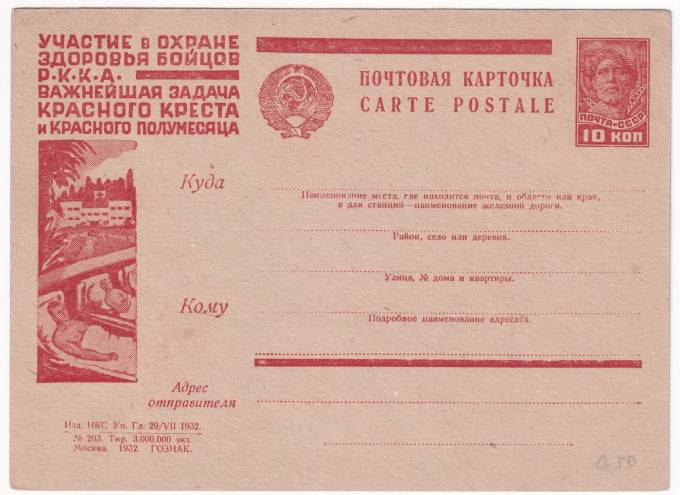 УЧАСТИЕ в ОХРАНЕ
ЗДОРОВЬЯ БОЙЦОВ
Р.К.К.А.
ВАЖНЕЙШАЯ ЗАДАЧА
КРАСНОГО КРЕСТА
и КРАСНОГО ПОЛУМЕСЯЦА
ПОЧТОВАЯ КАРТОЧКА
CARTE POSTALE
ПОЧТА-СССР
10 КОП
Куда
Наименование места, где находится почта, и области или края,
а для станций—наименование железной дороги.
Район, село или деревня.
Улица, № дома и квартиры.
Кому
Подробное наименование адресата.
Адрес
отправителя
Изд. НКС Уп. Гл. 29/VII 1932.
№ 203. Тир. 3.000.000 экз.
Москва. 1932. ГОЗНАК.